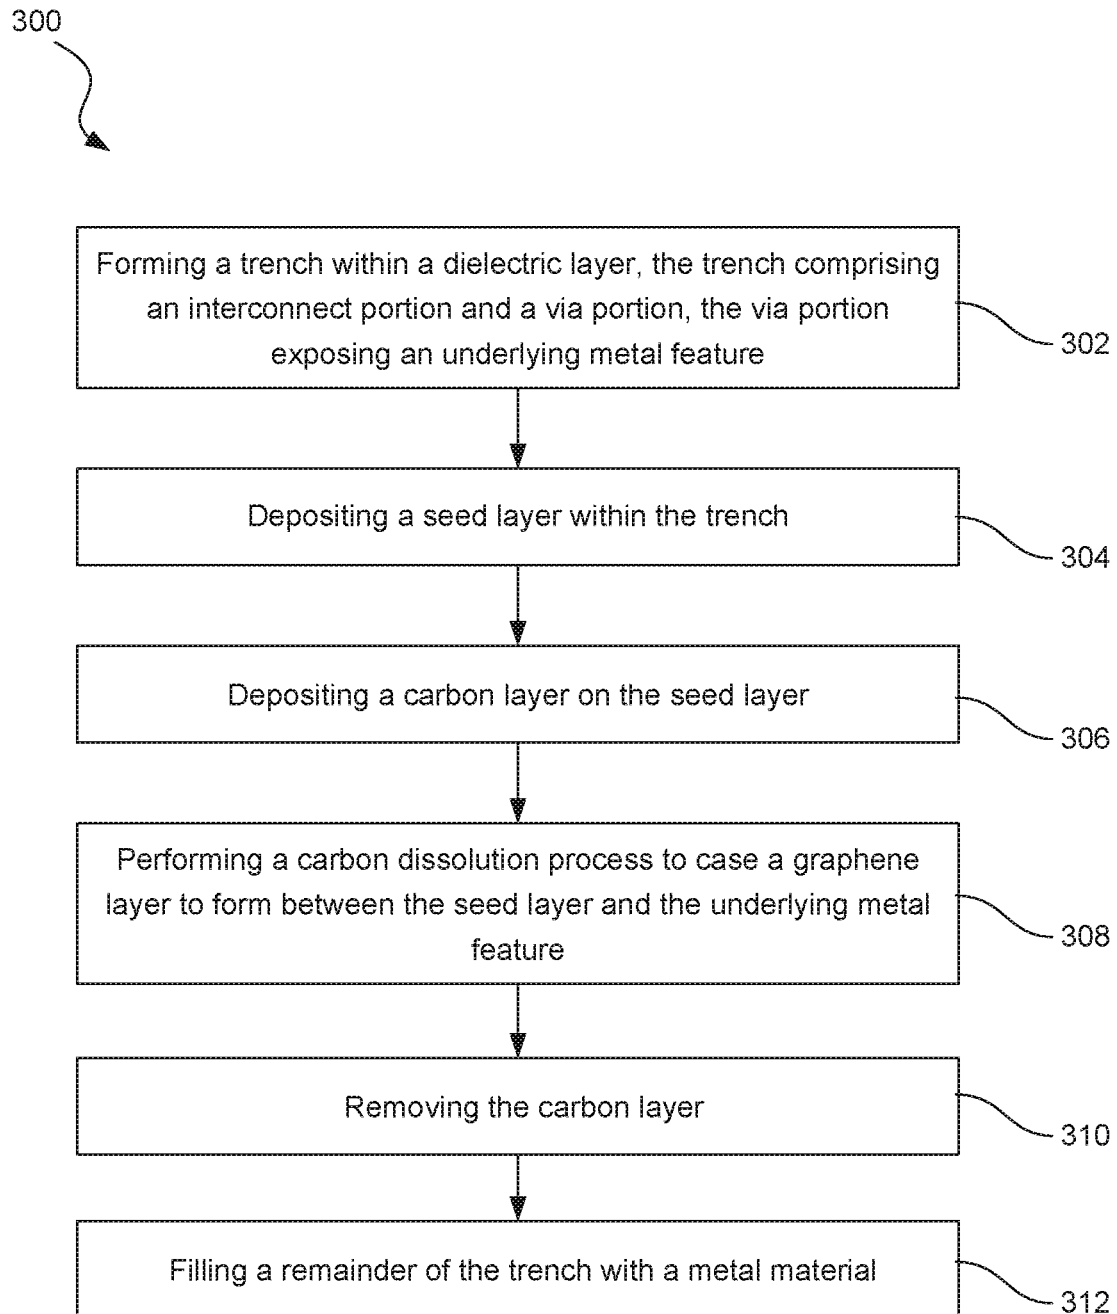 300
Forming a trench within a dielectric layer, the trench comprising
an interconnect portion and a via portion, the via portion
exposing an underlying metal feature
302
Depositing a seed layer within the trench
304
Depositing a carbon layer on the seed layer
306
Performing a carbon dissolution process to case a graphene
layer to form between the seed layer and the underlying metal
feature
308
Removing the carbon layer
310
Filling a remainder of the trench with a metal material
312